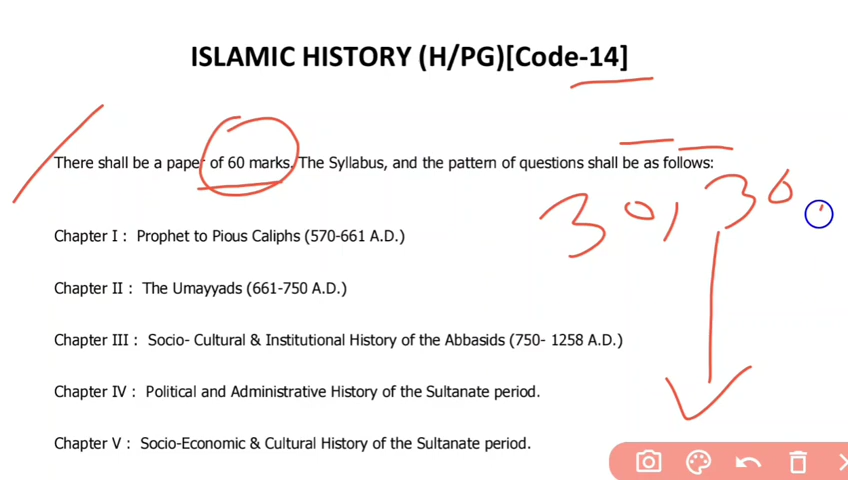 ISLAMIC HISTORY (H/PG)[Code-14]
There shall be a paper of 60 marks. The Syllabus, and the pattern of questions shall be as follows:
30, 30
Chapter I : Prophet to Pious Caliphs (570-661 A.D.)
Chapter II : The Umayyads (661-750 A.D.)
Chapter III : Socio- Cultural & Institutional History of the Abbasids (750- 1258 A.D.)
Chapter IV : Political and Administrative History of the Sultanate period.
Chapter V : Socio-Economic & Cultural History of the Sultanate period.